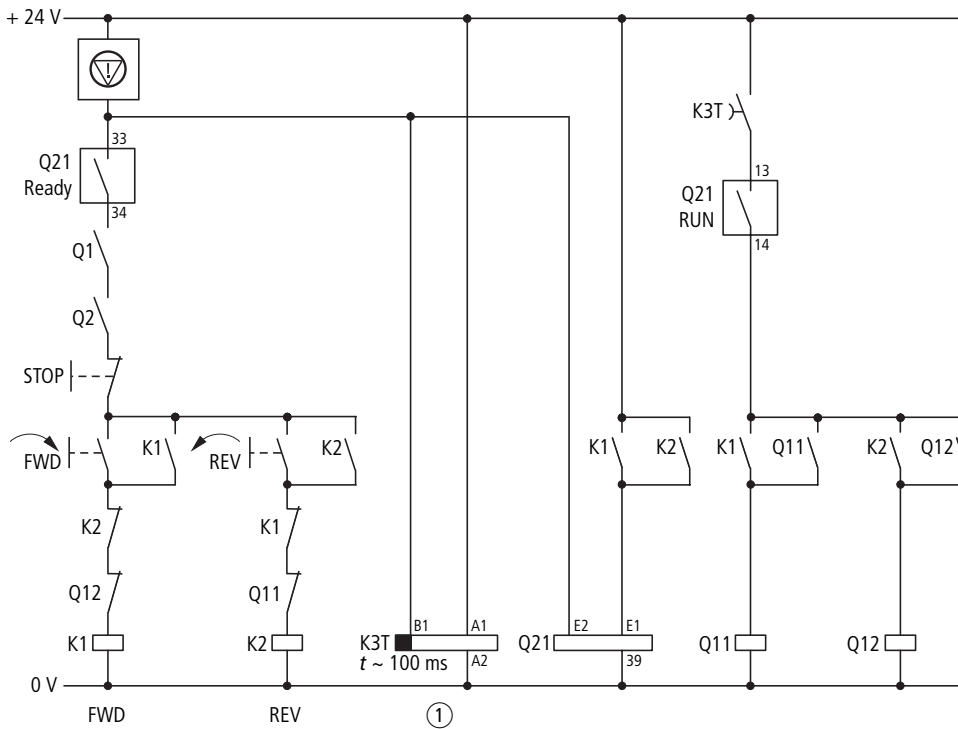 + 24 V
!
33
Q21
Ready
34
Q1
Q2
STOP
FWD
K1
REV
K2
K2
Q12
K1
K1
Q11
K2
B1
A1
K3T
A2
t ~ 100 ms
E2
E1
Q21
39
K1
K2
K3T
13
Q21
RUN
14
K1
Q11
K2
Q12
Q11
Q12
0 V
FWD
REV
1